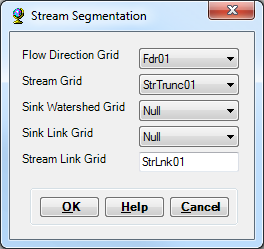 Stream Segmentation
Flow Direction Grid Fdr01
Stream Grid StrTrunc01
Sink Watershed Grid Null
Sink Link Grid Null
Stream Link Grid StrLnk01
OK Help Cancel